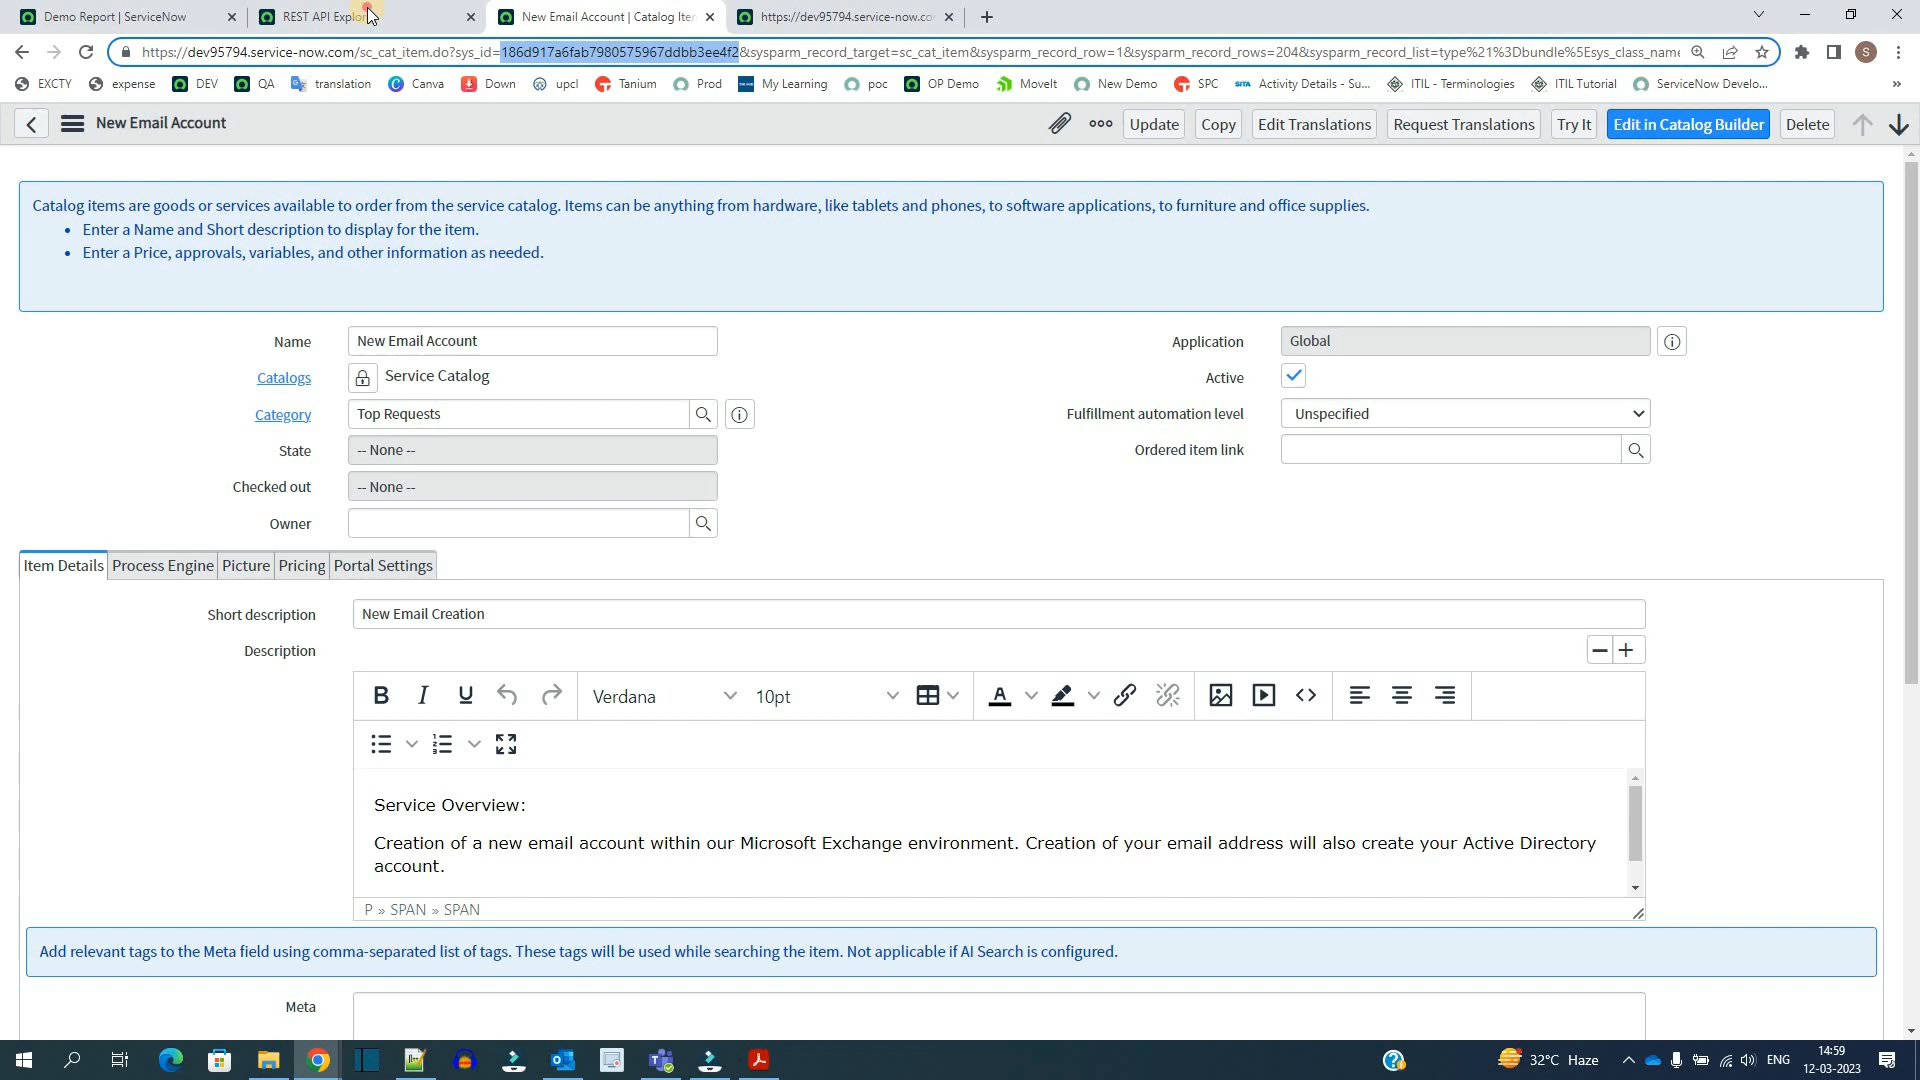 Demo Report | ServiceNow
REST API Explo
New Email Account | Catalog Iter
https://dev95794.service-now.co
https://dev95794.service-now.com/sc_cat_item.do?sys_id=186d917a6fab7980575967ddbb3ee4f2&sysparm_record_target=sc_cat_item&sysparm_record_row=1&sysparm_record_rows=204&sysparm_record_list=type%21%3Dbundle%5Esys_class_name
S
EXCTY
expense
DEV
QA
translation
Canva
Down
upcl
Tanium
Prod
My Learning
poc
OP Demo
MoveIt
New Demo
SPC
SITA Activity Details - Su...
ITIL - Terminologies
ITIL Tutorial
ServiceNow Develo...
»
New Email Account
Update
Copy
Edit Translations
Request Translations
Try It
Edit in Catalog Builder
Delete
Catalog items are goods or services available to order from the service catalog. Items can be anything from hardware, like tablets and phones, to software applications, to furniture and office supplies.
• Enter a Name and Short description to display for the item.
• Enter a Price, approvals, variables, and other information as needed.
Name
New Email Account
Application
Global
Catalogs
Service Catalog
Active
Category
Top Requests
Fulfillment automation level
Unspecified
State
-- None --
Ordered item link
Checked out
-- None --
Owner
Item Details
Process Engine
Picture
Pricing
Portal Settings
Short description
New Email Creation
Description
B I U
Verdana
10pt
A
Service Overview:
Creation of a new email account within our Microsoft Exchange environment. Creation of your email address will also create your Active Directory
account.
P » SPAN » SPAN
Add relevant tags to the Meta field using comma-separated list of tags. These tags will be used while searching the item. Not applicable if AI Search is configured.
Meta
32°C Haze
ENG
14:59
12-03-2023